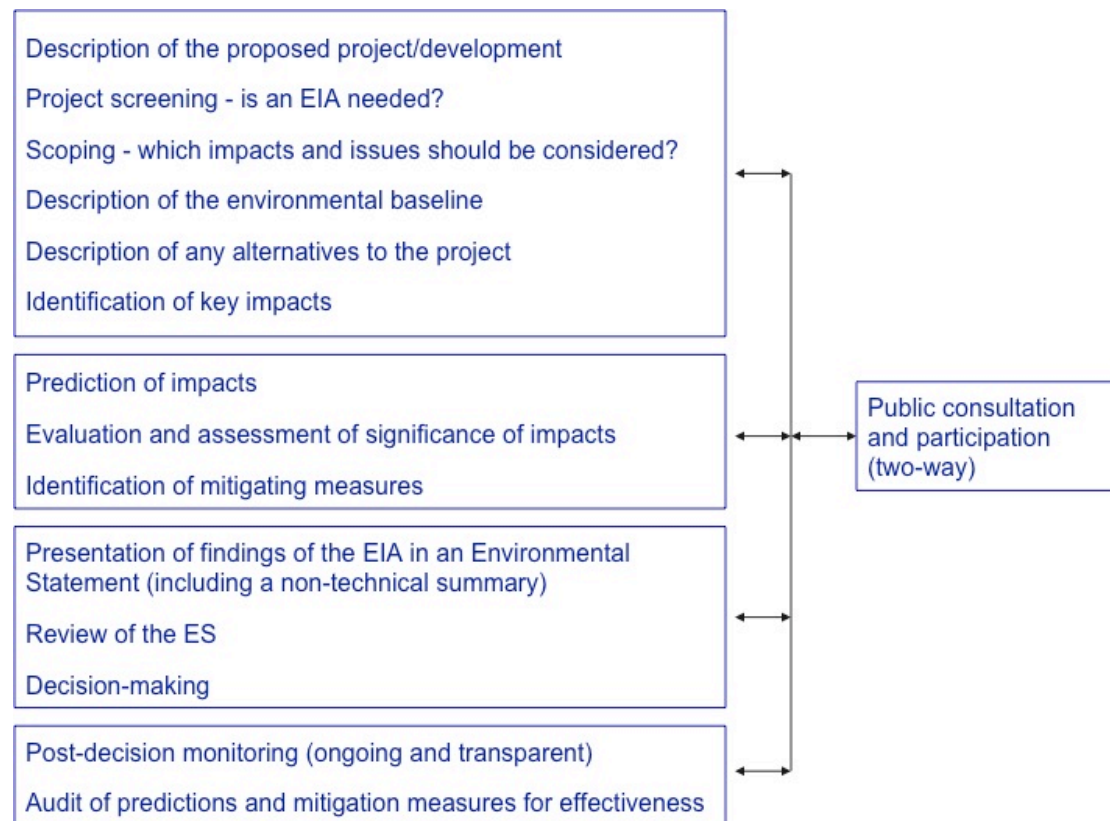 Description of the proposed project/development
Project screening - is an EIA needed?
Scoping - which impacts and issues should be considered?
Description of the environmental baseline
Description of any alternatives to the project
Identification of key impacts
Prediction of impacts
Evaluation and assessment of significance of impacts
Identification of mitigating measures
Presentation of findings of the EIA in an Environmental
Statement (including a non-technical summary)
Review of the ES
Decision-making
Post-decision monitoring (ongoing and transparent)
Audit of predictions and mitigation measures for effectiveness
Public consultation
and participation
(two-way)